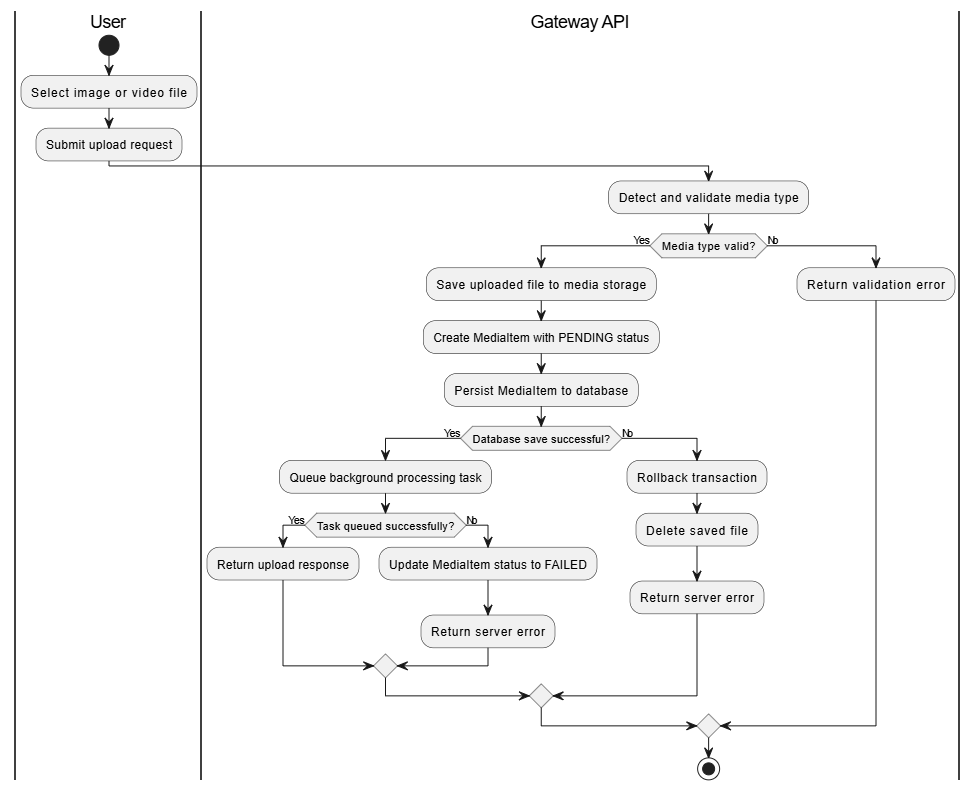 User
Gateway API
Select image or video file
Submit upload request
Detect and validate media type
Yes
Media type valid?
No
Save uploaded file to media storage
Return validation error
Create MediaItem with PENDING status
Persist MediaItem to database
Yes
Database save successful?
No
Queue background processing task
Rollback transaction
Yes
Task queued successfully?
No
Delete saved file
Return upload response
Update MediaItem status to FAILED
Return server error
Return server error